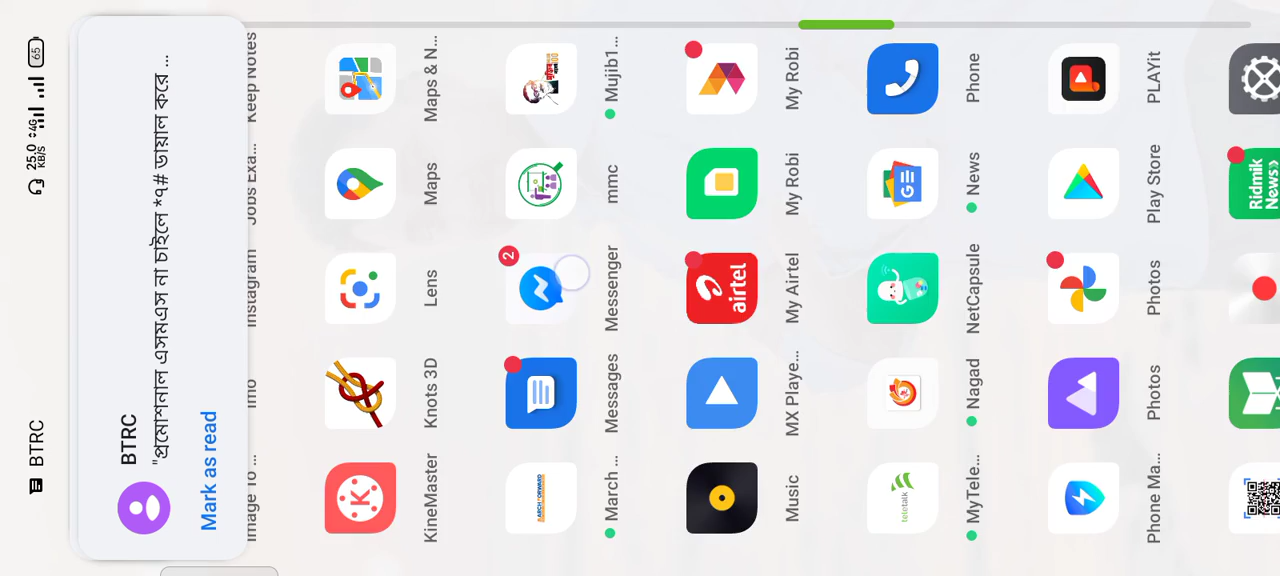 BTRC
25.0 KB/S
4G
65
BTRC
"প্রমোশনাল এসএমএস না চাইলে *৭# ডায়াল করে ...
Mark as read
Image To ...
Imo
Instagram
Jobs Exa...
Keep Notes
KineMaster
Knots 3D
Lens
Maps
Maps & N...
March ...
Messages
2
Messenger
mmc
Mujib1...
Music
MX Playe...
airtel
My Airtel
My Robi
My Robi
teletalk
MyTele...
Nagad
NetCapsule
News
Phone
Phone Ma...
Photos
Photos
Play Store
PLAYit
Ridmik
News